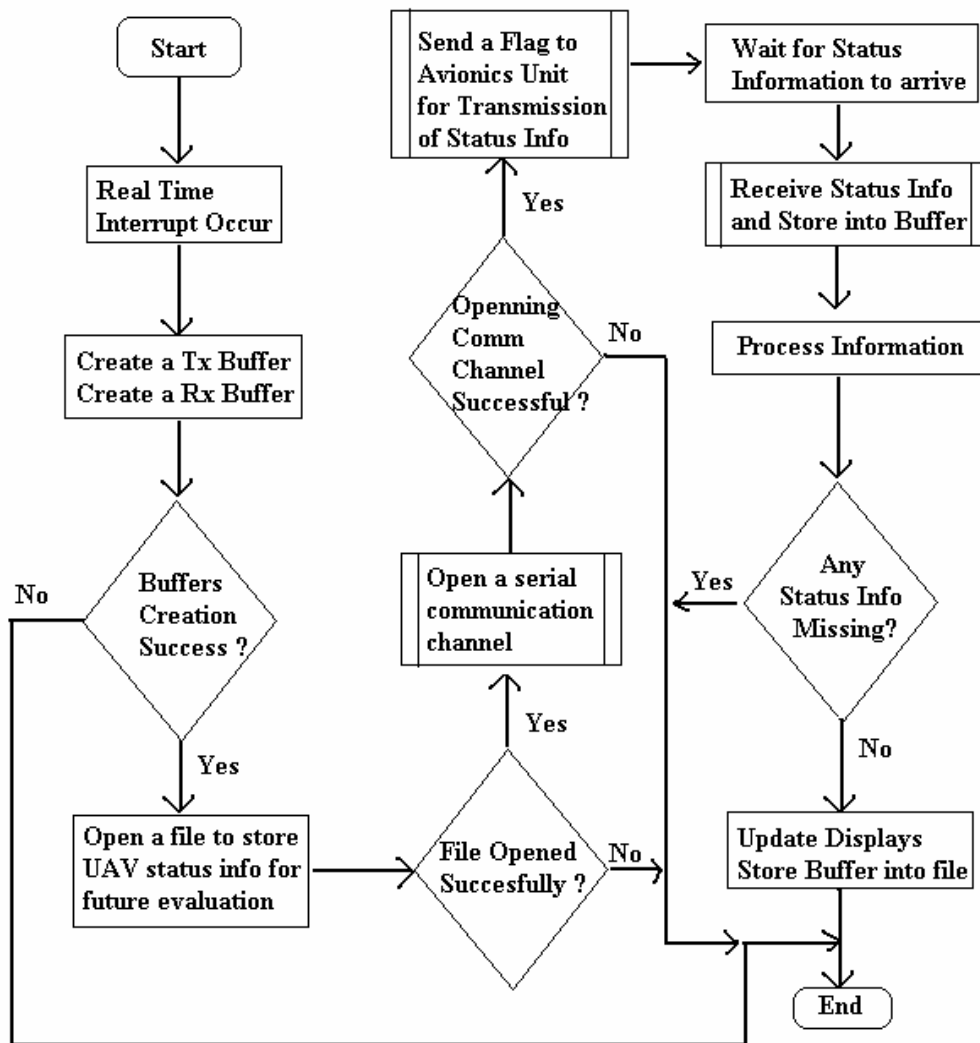 Start
Real Time
Interrupt Occur
Create a Tx Buffer
Create a Rx Buffer
Buffers
Creation
Success ?
No
Yes
Open a file to store
UAV status info for
future evaluation
File Opened
Succesfully ?
No
Yes
Open a serial
communication
channel
Openning
Comm
Channel
Successful ?
No
Yes
Send a Flag to
Avionics Unit
for Transmission
of Status Info
Wait for Status
Information to arrive
Receive Status Info
and Store into Buffer
Process Information
Any
Status Info
Missing?
Yes
No
Update Displays
Store Buffer into file
End